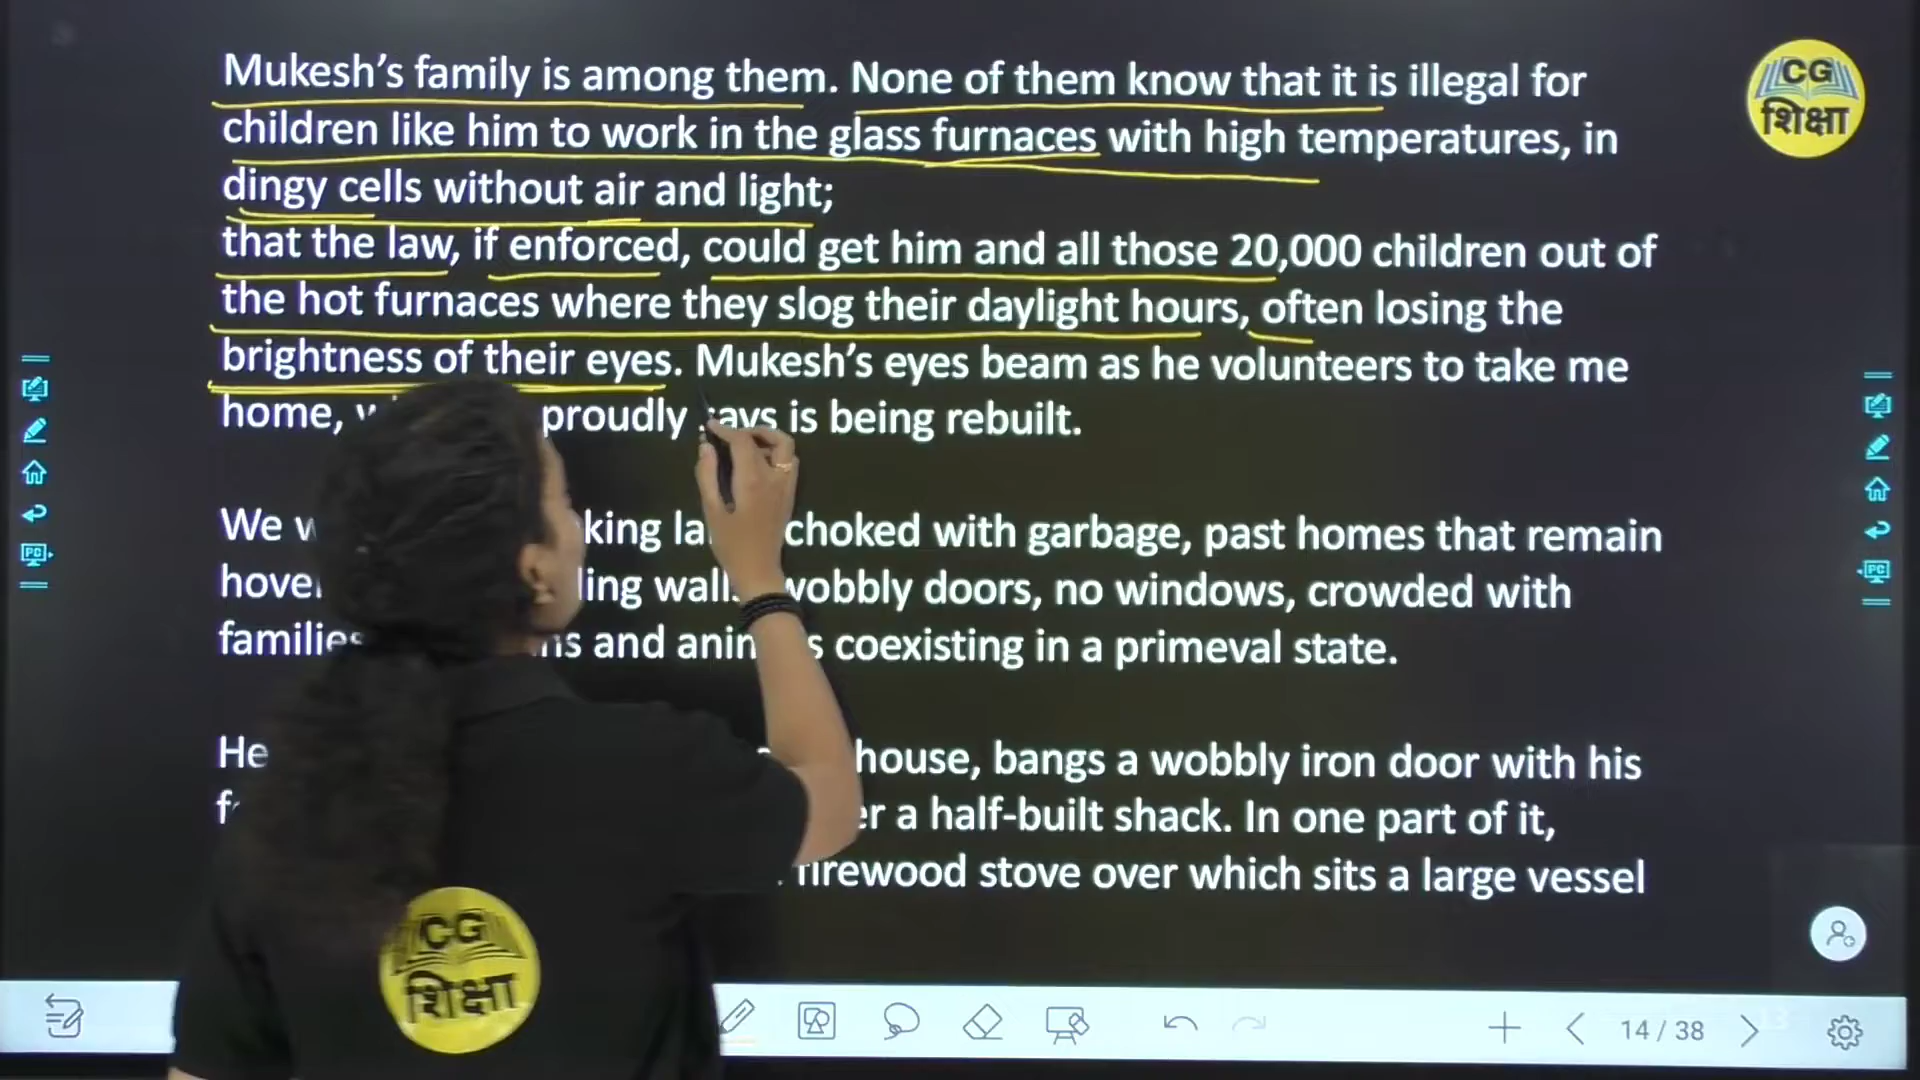 Mukesh’s family is among them. None of them know that it is illegal for
children like him to work in the glass furnaces with high temperatures, in
dingy cells without air and light;
that the law, if enforced, could get him and all those 20,000 children out of
the hot furnaces where they slog their daylight hours, often losing the
brightness of their eyes. Mukesh’s eyes beam as he volunteers to take me
home, proudly says is being rebuilt.
We choked with garbage, past homes that remain
wobbly doors, no windows, crowded with
families and coexisting in a primeval state.
house, bangs a wobbly iron door with his
a half-built shack. In one part of it,
firewood stove over which sits a large vessel
CG
शिक्षा
CG
शिक्षा
PC
PC
14 / 38